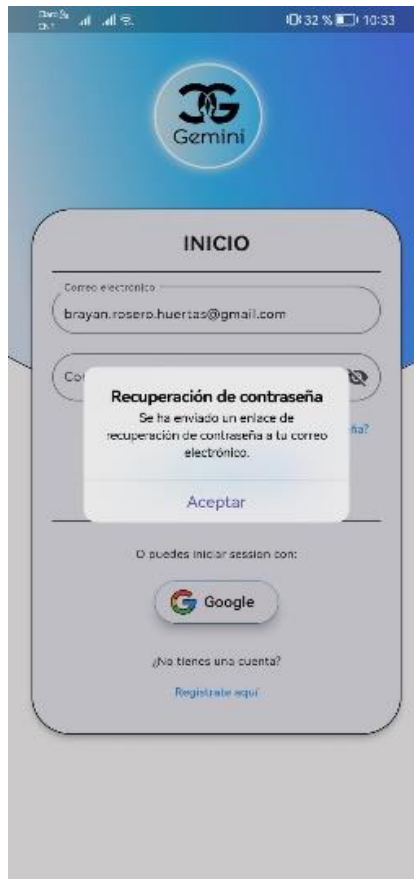 32 % 10:33
Gemini
INICIO
Correo electrónico
brayan.rosero.huertas@gmail.com
Co
ña?
Recuperación de contraseña
Se ha enviado un enlace de
recuperación de contraseña a tu correo
electrónico.
Aceptar
O puedes iniciar session con:
Google
¿No tienes una cuenta?
Registrate aquí